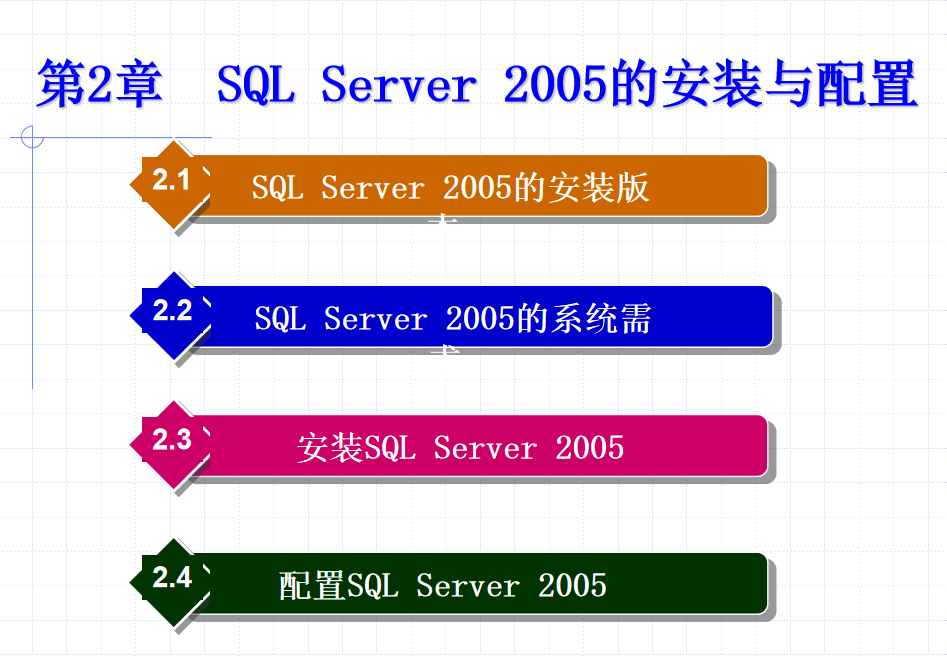 第2章 SQL Server 2005的安装与配置
2.1 SQL Server 2005的安装版
2.2 SQL Server 2005的系统需
2.3 安装SQL Server 2005
2.4 配置SQL Server 2005